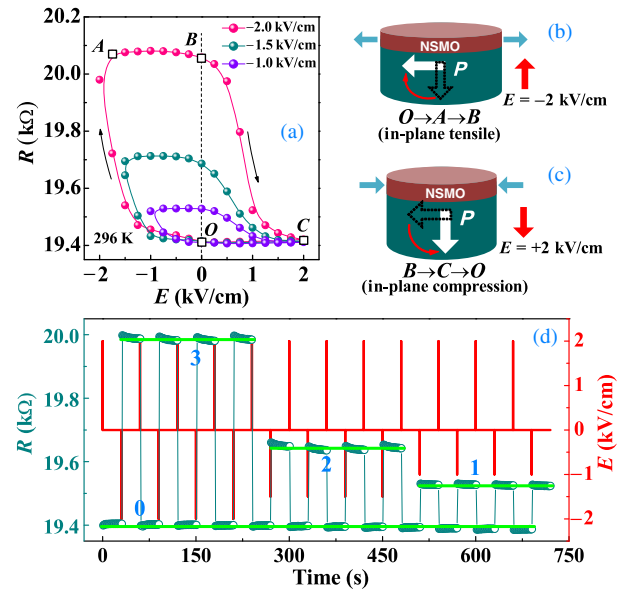 −2.0 kV/cm
−1.5 kV/cm
−1.0 kV/cm
A
B
(a)
20.0
19.8
19.6
19.4
R (kΩ)
296 K
O
C
−2
−1
0
1
2
E (kV/cm)
(b)
NSMO
P
E = −2 kV/cm
O→A→B
(in-plane tensile)
(c)
NSMO
P
E = +2 kV/cm
B→C→O
(in-plane compression)
(d)
20.0
19.8
19.6
19.4
R (kΩ)
3
2
1
0
2
1
0
-1
-2
E (kV/cm)
0
150
300
450
600
750
Time (s)